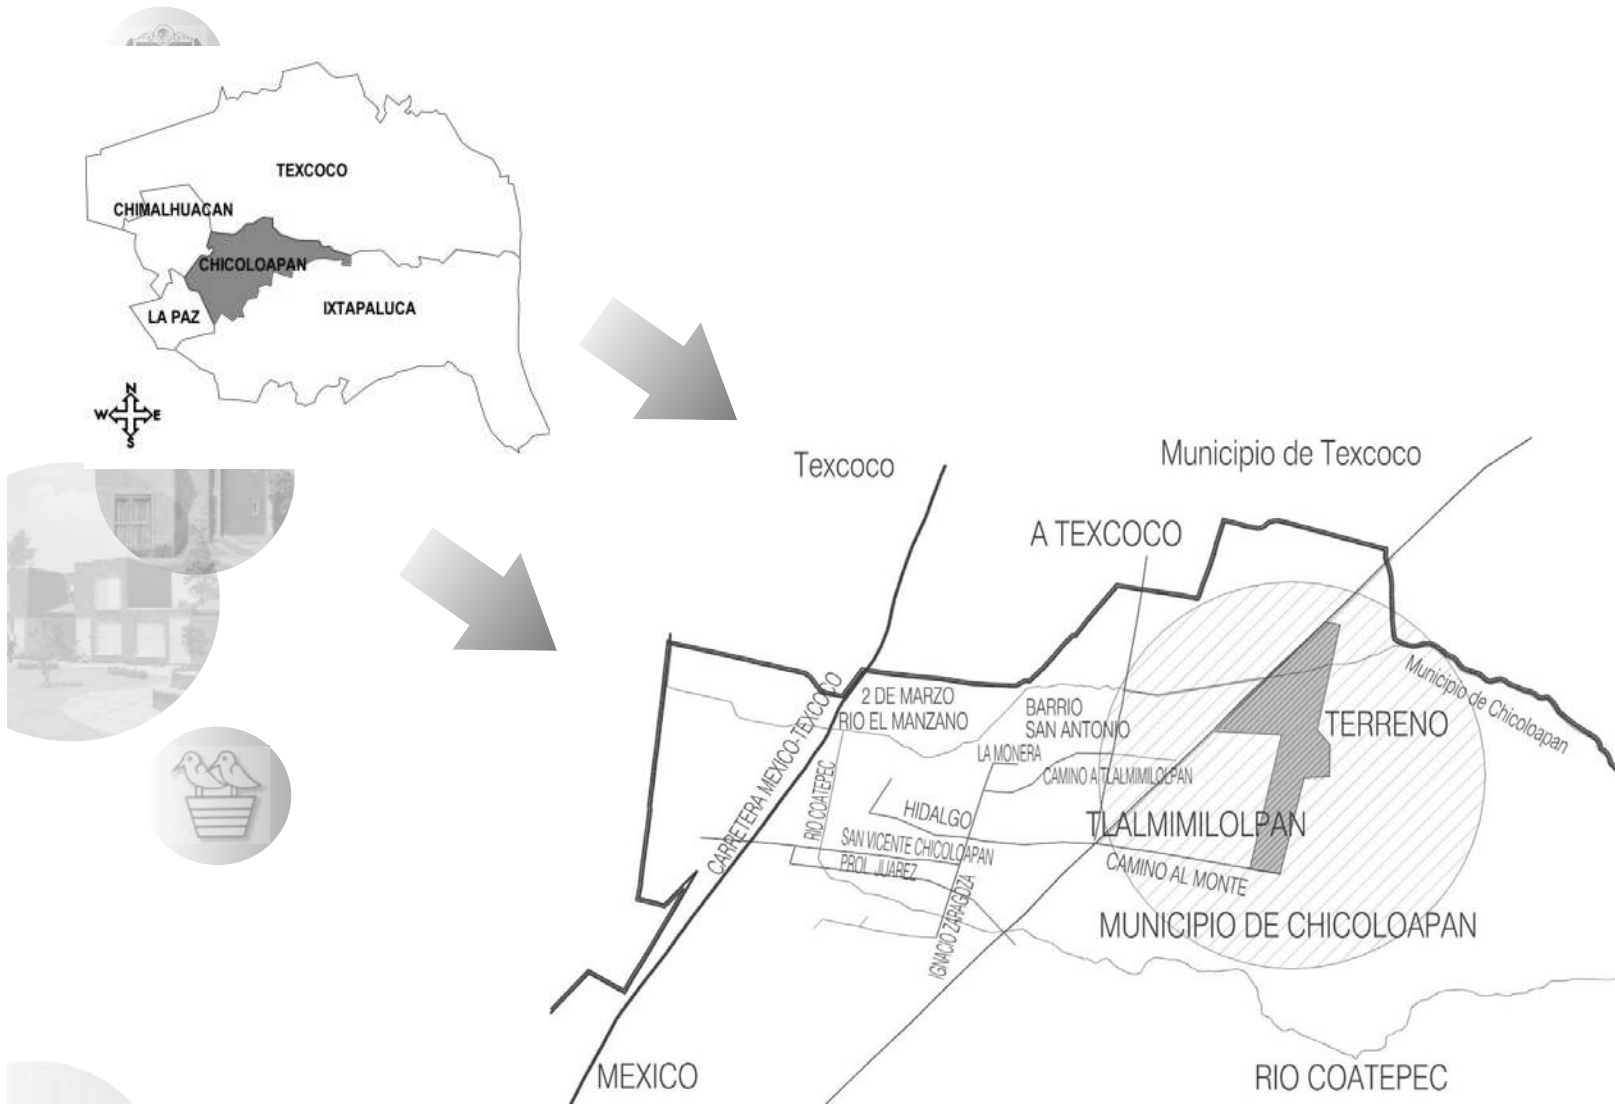 TEXCOCO
CHIMALHUACAN
CHICOLOAPAN
LA PAZ
IXTAPALUCA
N
W E
S
Texcoco
Municipio de Texcoco
A TEXCOCO
Municipio de Chicoloapan
CARRETERA MEXICO-TEXCOCO
2 DE MARZO
RIO EL MANZANO
BARRIO
SAN ANTONIO
TERRENO
LA MONERA
CAMINO A TLALMIMILOLPAN
RIO COATEPEC
HIDALGO
TLALMIMILOLPAN
SAN VICENTE CHICOLOAPAN
PROL. JUAREZ
CAMINO AL MONTE
IGNACIO ZARAGOZA
MUNICIPIO DE CHICOLOAPAN
MEXICO
RIO COATEPEC